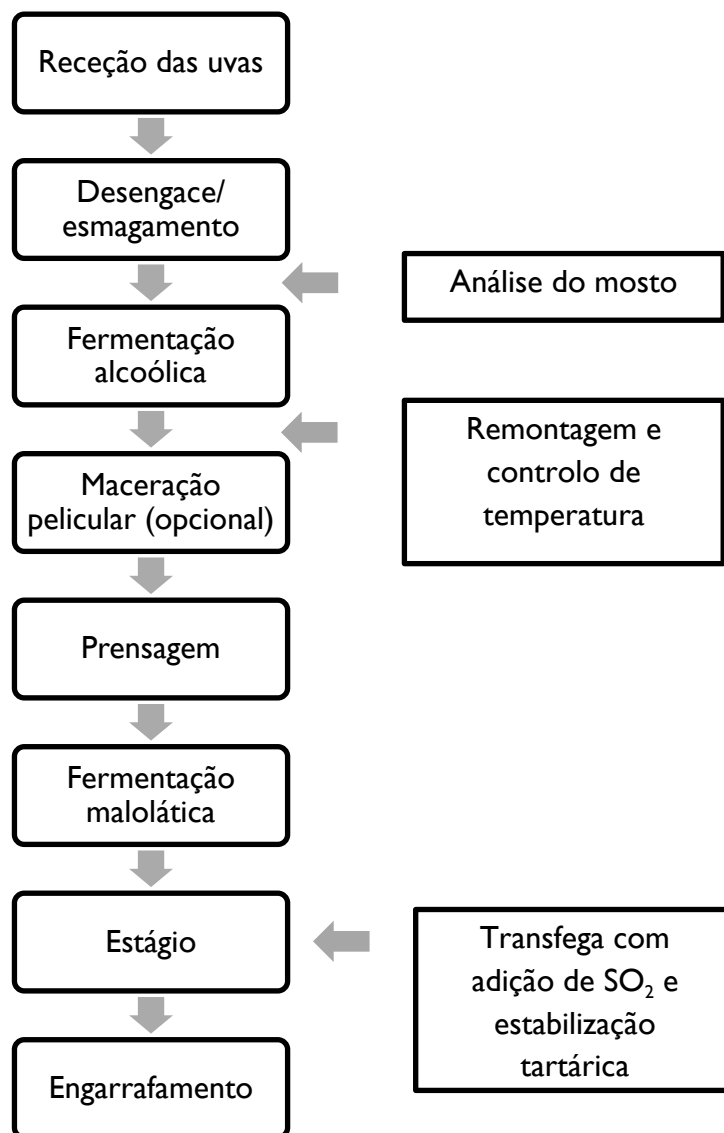 Receção das uvas
Desengace/
esmagamento
Análise do mosto
Fermentação
alcoólica
Remontagem e
controlo de
temperatura
Maceração
pelicular (opcional)
Prensagem
Fermentação
malolática
Estágio
Transfega com
adição de SO₂ e
estabilização
tartárica
Engarrafamento